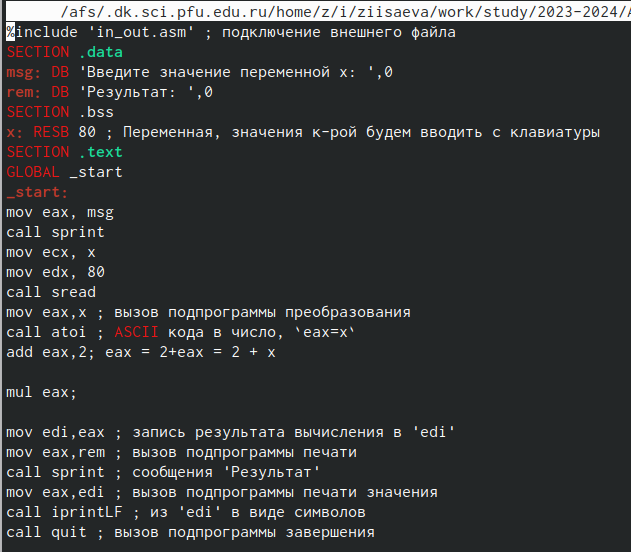 /afs/.dk.sci.pfu.edu.ru/home/z/i/ziisaeva/work/study/2023-2024/
%include 'in_out.asm' ; подключение внешнего файла
SECTION .data
msg: DB 'Введите значение переменной x: ',0
rem: DB 'Результат: ',0
SECTION .bss
x: RESB 80 ; Переменная, значения к-рой будем вводить с клавиатуры
SECTION .text
GLOBAL _start
_start:
mov eax, msg
call sprint
mov ecx, x
mov edx, 80
call sread
mov eax,x ; вызов подпрограммы преобразования
call atoi ; ASCII кода в число, `eax=x`
add eax,2; eax = 2+eax = 2 + x
mul eax;
mov edi,eax ; запись результата вычисления в 'edi'
mov eax,rem ; вызов подпрограммы печати
call sprint ; сообщения 'Результат'
mov eax,edi ; вызов подпрограммы печати значения
call iprintLF ; из 'edi' в виде символов
call quit ; вызов подпрограммы завершения